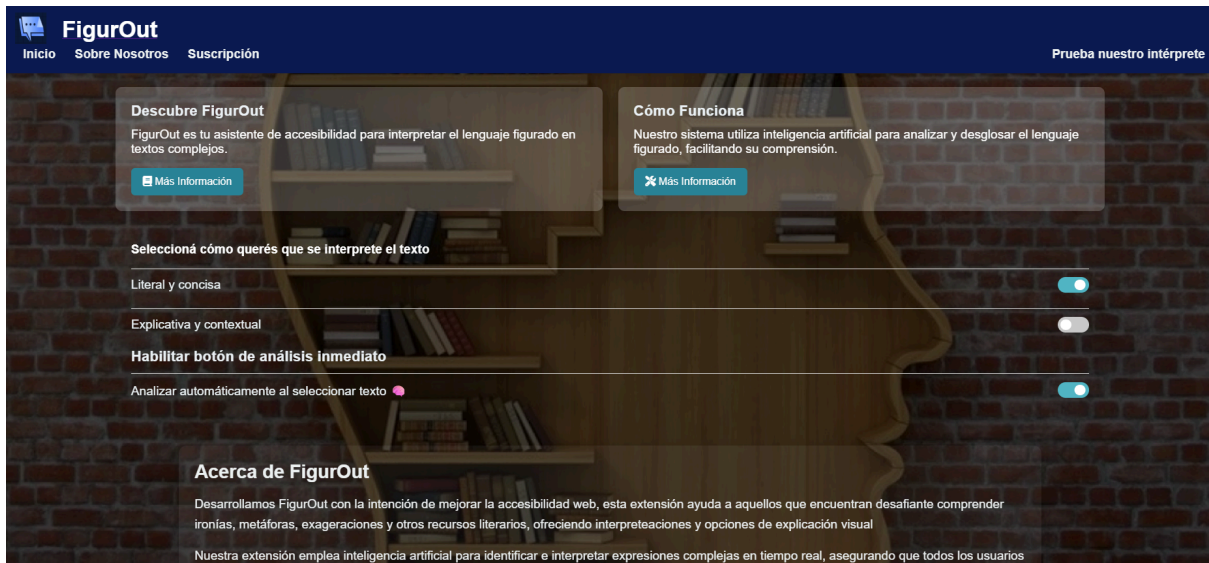 FigurOut
Inicio Sobre Nosotros Suscripción Prueba nuestro intérprete
Descubre FigurOut
FigurOut es tu asistente de accesibilidad para interpretar el lenguaje figurado en
textos complejos.
Más Información
Cómo Funciona
Nuestro sistema utiliza inteligencia artificial para analizar y desglosar el lenguaje
figurado, facilitando su comprensión.
Más Información
Seleccioná cómo querés que se interprete el texto
Literal y concisa
Explicativa y contextual
Habilitar botón de análisis inmediato
Analizar automáticamente al seleccionar texto
Acerca de FigurOut
Desarrollamos FigurOut con la intención de mejorar la accesibilidad web, esta extensión ayuda a aquellos que encuentran desafiante comprender
ironías, metáforas, exageraciones y otros recursos literarios, ofreciendo interpreteaciones y opciones de explicación visual
Nuestra extensión emplea inteligencia artificial para identificar e interpretar expresiones complejas en tiempo real, asegurando que todos los usuarios